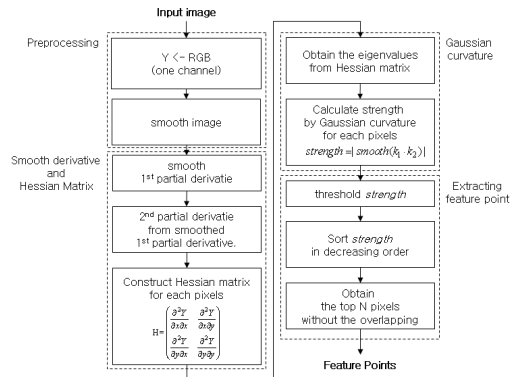 Input image
Preprocessing
Y <- RGB
(one channel)
smooth image
Smooth derivative
and
Hessian Matrix
smooth
1st partial derivatie
2nd partial derivatie
from smoothed
1st partial derivative.
Construct Hessian matrix
for each pixels
H = (∂²Y/∂x∂x ∂²Y/∂x∂y
∂²Y/∂y∂x ∂²Y/∂y∂y)
Gaussian
curvature
Obtain the eigenvalues
from Hessian matrix
Calculate strength
by Gaussian curvature
for each pixels
strength =| smooth(k₁ · k₂) |
Extracting
feature point
threshold strength
Sort strength
in decreasing order
Obtain
the top N pixels
without the overlapping
Feature Points